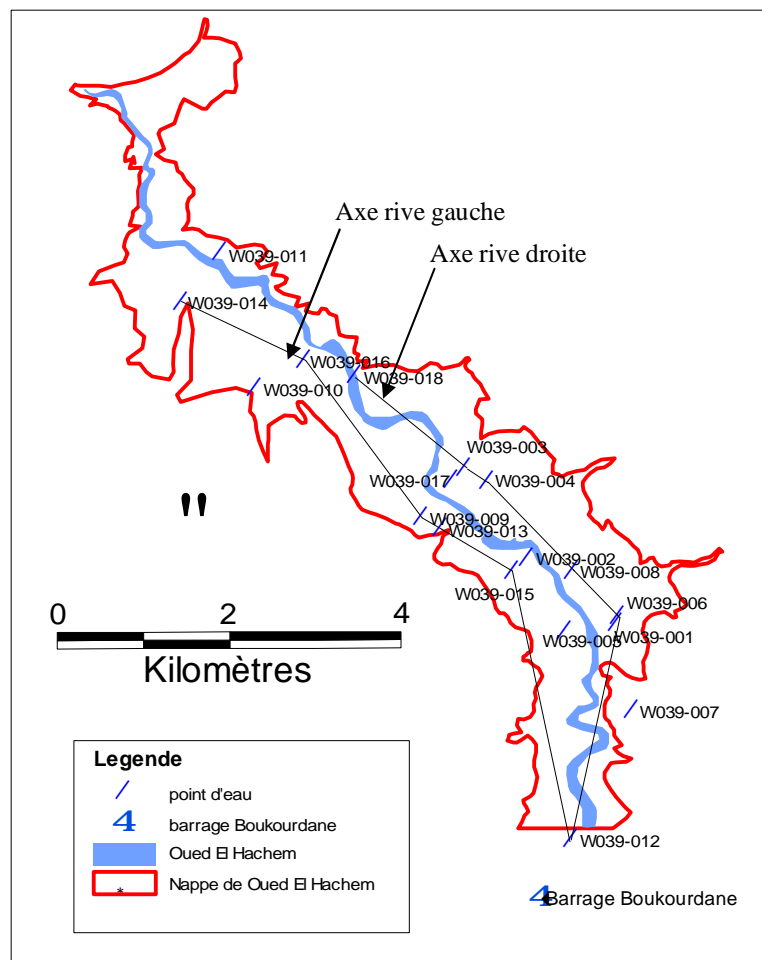 Axe rive gauche
Axe rive droite
W039-011
W039-014
W039-016
W039-018
W039-010
W039-003
W039-017
W039-004
W039-009
W039-013
W039-002
W039-008
W039-015
W039-006
W039-005
W039-001
W039-007
W039-012
"
0 2 4
Kilomètres
Legende
point d'eau
4 barrage Boukourdane
Oued El Hachem
* Nappe de Oued El Hachem
4 Barrage Boukourdane